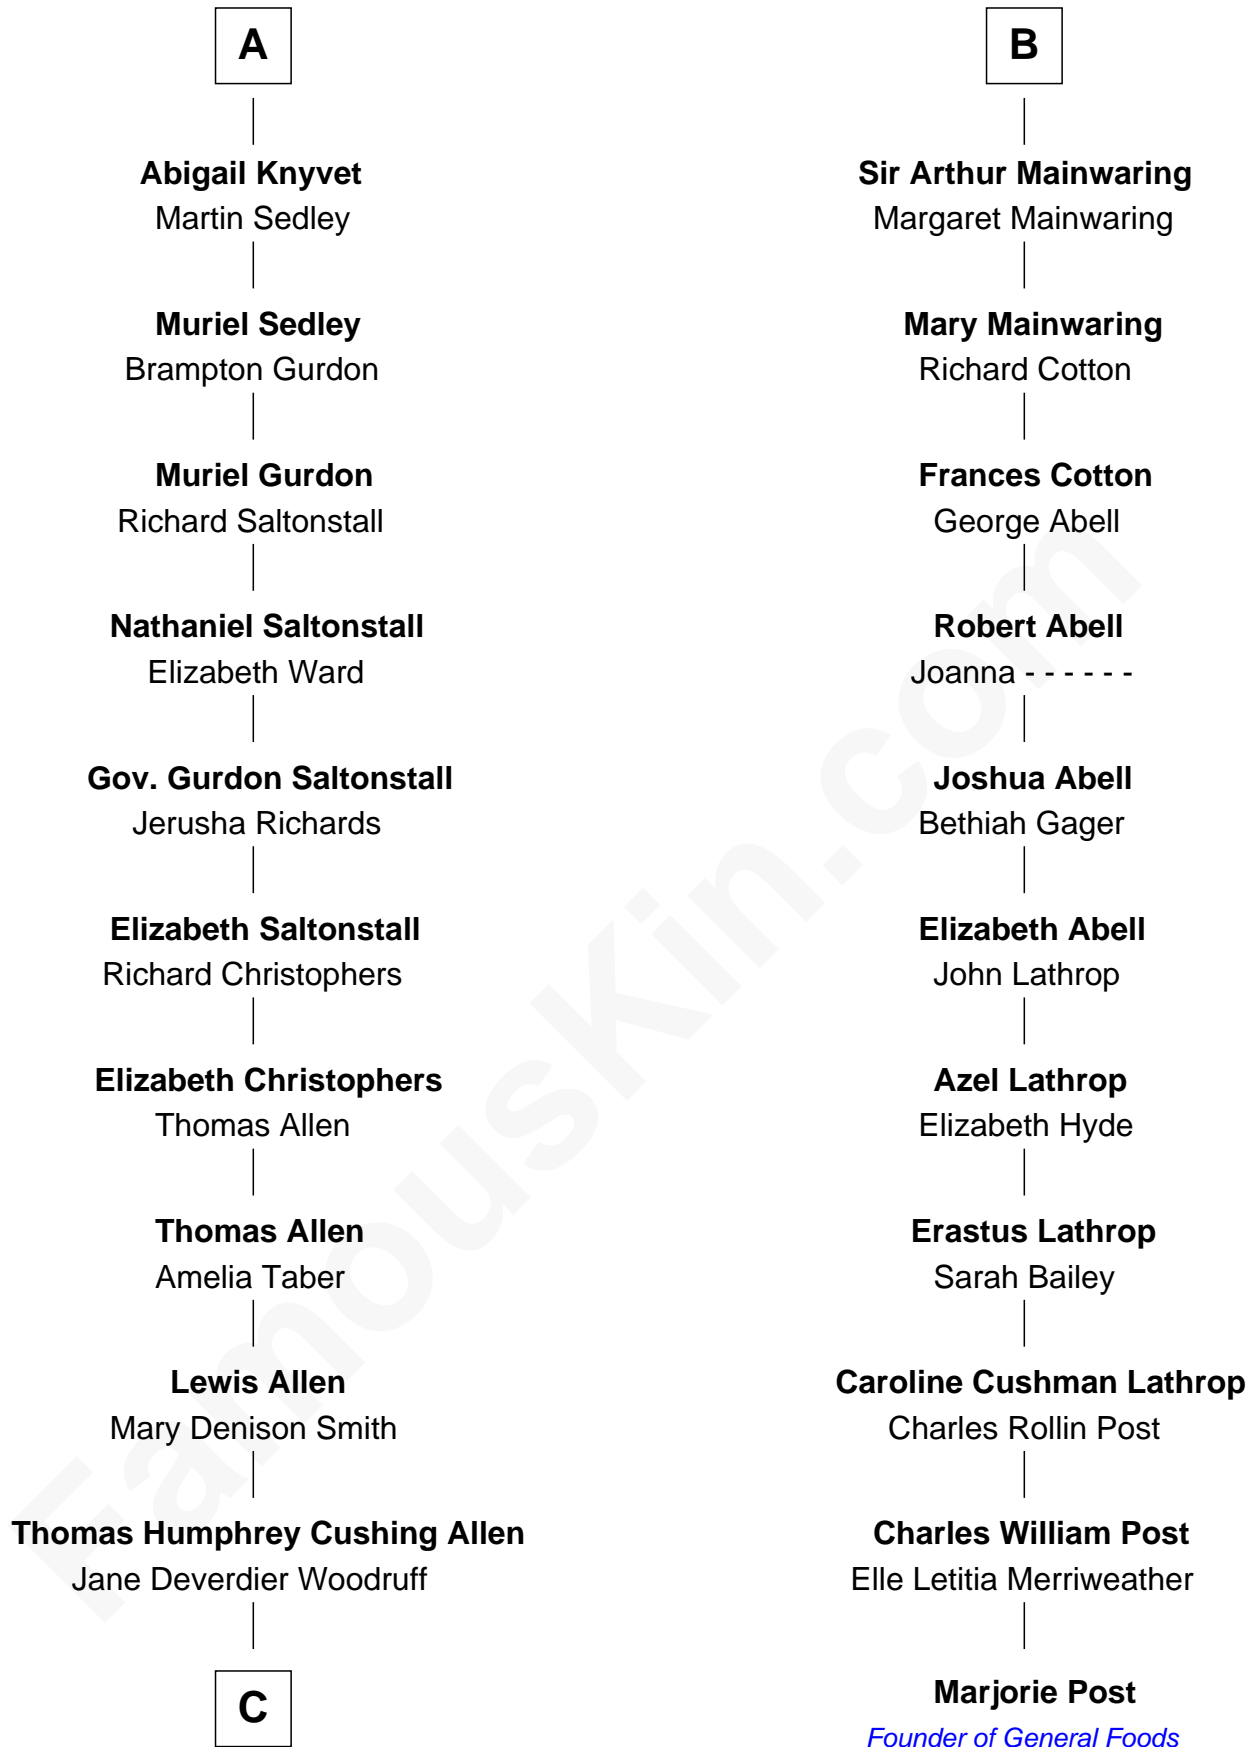 A
Abigail Knyvet
Martin Sedley
Muriel Sedley
Brampton Gurdon
Muriel Gurdon
Richard Saltonstall
Nathaniel Saltonstall
Elizabeth Ward
Gov. Gurdon Saltonstall
Jerusha Richards
Elizabeth Saltonstall
Richard Christophers
Elizabeth Christophers
Thomas Allen
Thomas Allen
Amelia Taber
Lewis Allen
Mary Denison Smith
Thomas Humphrey Cushing Allen
Jane Deverdier Woodruff
C
B
Sir Arthur Mainwaring
Margaret Mainwaring
Mary Mainwaring
Richard Cotton
Frances Cotton
George Abell
Robert Abell
Joanna - - - - - -
Joshua Abell
Bethiah Gager
Elizabeth Abell
John Lathrop
Azel Lathrop
Elizabeth Hyde
Erastus Lathrop
Sarah Bailey
Caroline Cushman Lathrop
Charles Rollin Post
Charles William Post
Elle Letitia Merriweather
Marjorie Post
Founder of General Foods
FamousKin.com